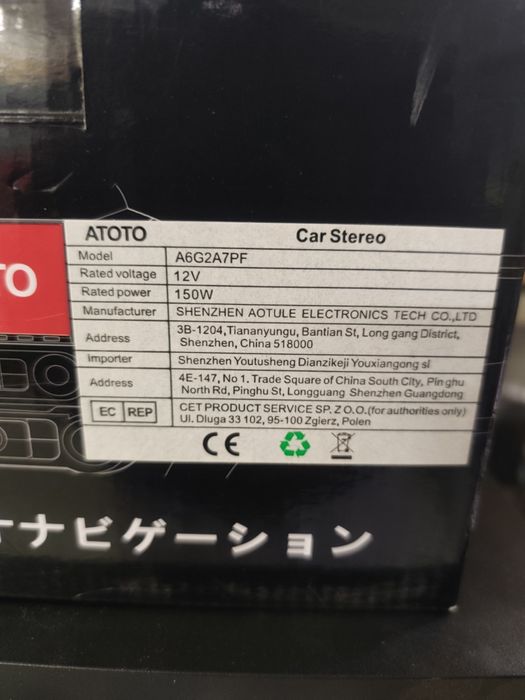 TO
ATOTO Car Stereo
Model A6G2A7PF
Rated voltage 12V
Rated power 150W
Manufacturer SHENZHEN AOTULE ELECTRONICS TECH CO.,LTD
Address 3B-1204,Tiananyungu, Bantian St, Long gang District,
Shenzhen, China 518000
Importer Shenzhen Youtusheng Dianzikeji Youxiangong si
Address 4E-147, No 1. Trade Square of China South City, Pin ghu
North Rd, Pinghu St, Longguang Shenzhen Guangdong
EC REP CET PRODUCT SERVICE SP. Z O.O.(for authorities only)
Ul. Dluga 33 102, 95-100 Zgierz, Polen
CE
ナビゲーション